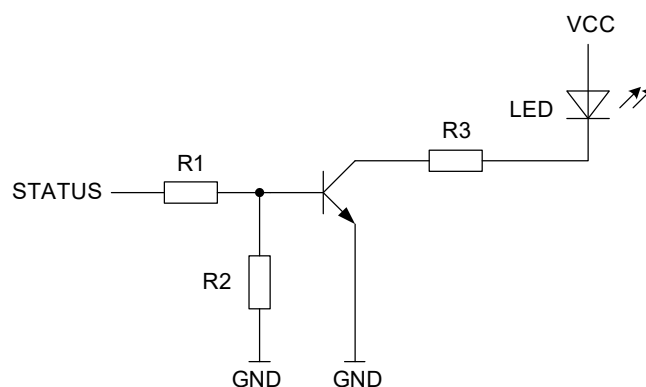 VCC
LED
R3
R1
STATUS
R2
GND
GND